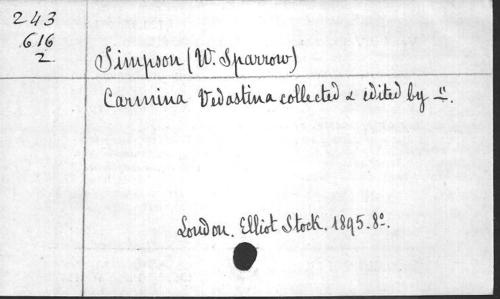 243
616
2
Simpson (W. Sparrow)
Carmina Vedastina collected & edited by — ".
London. Elliot Stock. 1895. 8°.